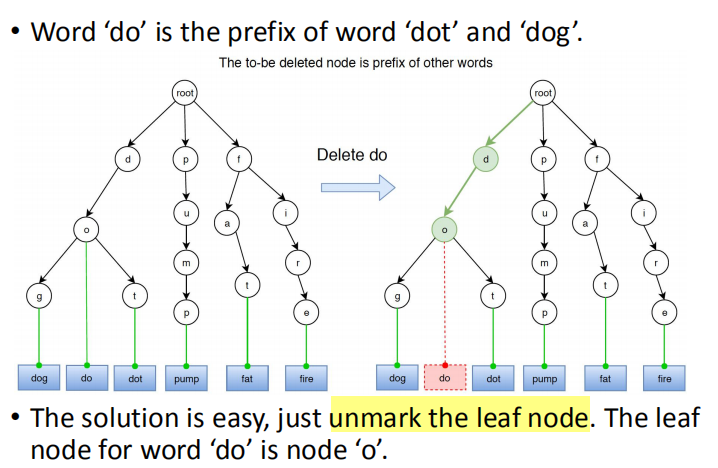 • Word ‘do’ is the prefix of word ‘dot’ and ‘dog’.
The to-be deleted node is prefix of other words
root
root
d
p
f
Delete do
d
p
f
o
u
a
i
o
u
a
i
m
r
m
r
g
t
p
t
e
g
t
p
t
e
dog
do
dot
pump
fat
fire
dog
do
dot
pump
fat
fire
• The solution is easy, just unmark the leaf node. The leaf
node for word ‘do’ is node ‘o’.